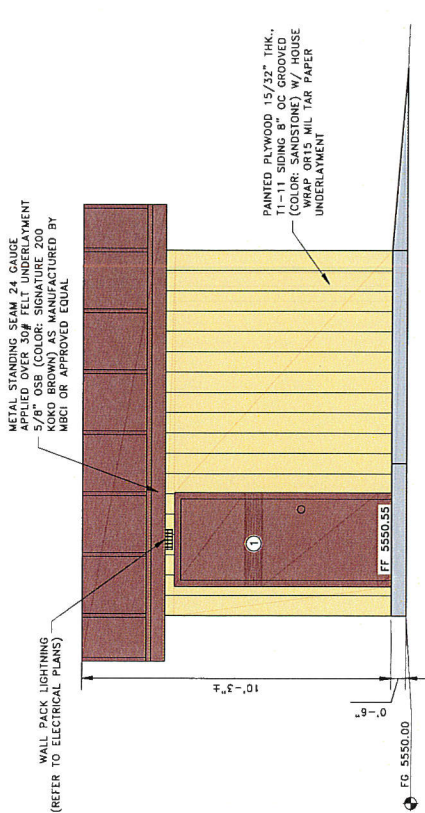 METAL STANDING SEAM 24 GAUGE
APPLIED OVER 30# FELT UNDERLAYMENT
5/8" OSB (COLOR: SIGNATURE 200
KOKO BROWN) AS MANUFACTURED BY
MBCI OR APPROVED EQUAL
WALL PACK LIGHTNING
(REFER TO ELECTRICAL PLANS)
PAINTED PLYWOOD 15/32" THK.,
T1-11 SIDING 8" OC GROOVED
(COLOR: SANDSTONE) W/ HOUSE
WRAP OR15 MIL TAR PAPER
UNDERLAYMENT
1
FF 5550.55
10'-3"±
0'-6"
FG 5550.00